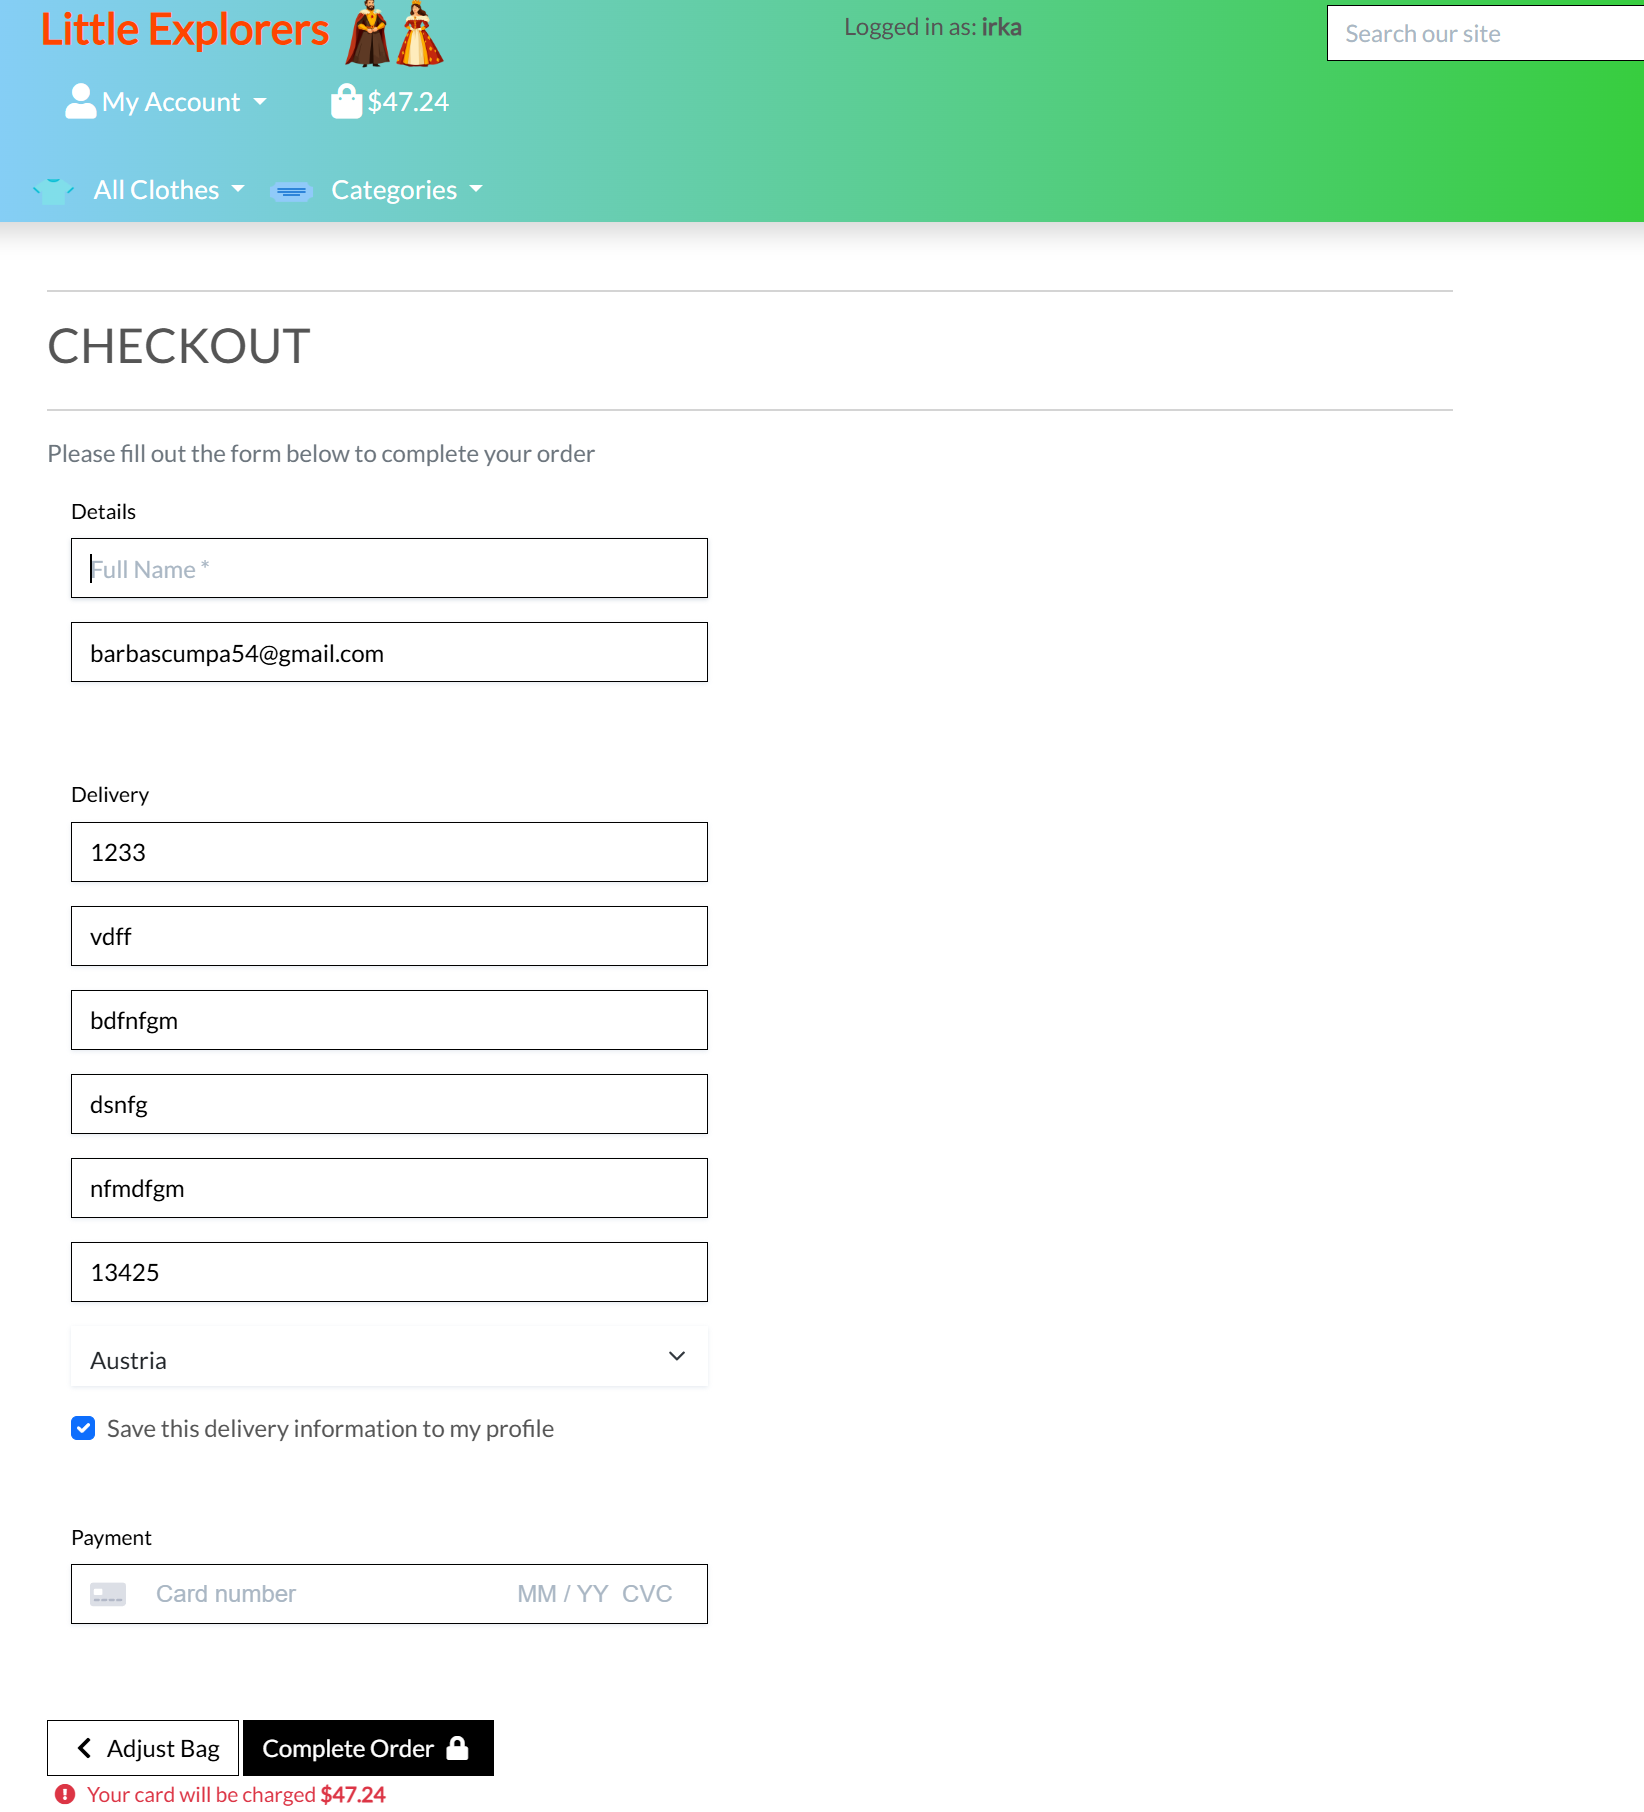 Little Explorers
Logged in as: irka
Search our site
My Account
$47.24
All Clothes
Categories
CHECKOUT
Please fill out the form below to complete your order
Details
Full Name *
barbascumpa54@gmail.com
Delivery
1233
vdff
bdfnfgm
dsnfg
nfmdfgm
13425
Austria
Save this delivery information to my profile
Payment
Card number MM / YY CVC
Adjust Bag
Complete Order
Your card will be charged $47.24